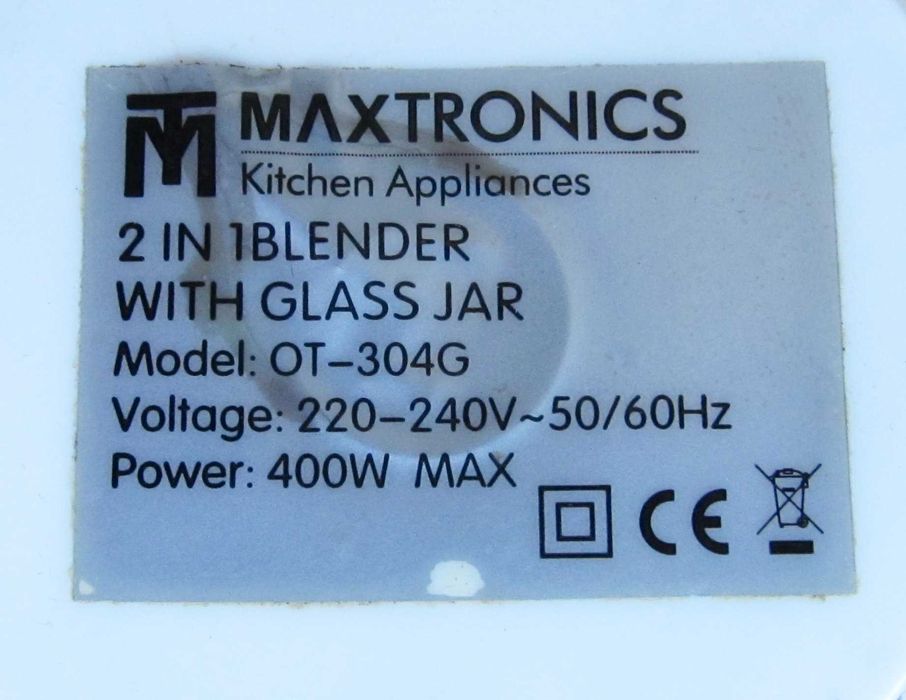 TM MAXTRONICS
Kitchen Appliances
2 IN 1BLENDER
WITH GLASS JAR
Model: OT-304G
Voltage: 220-240V~50/60Hz
Power: 400W MAX
CE